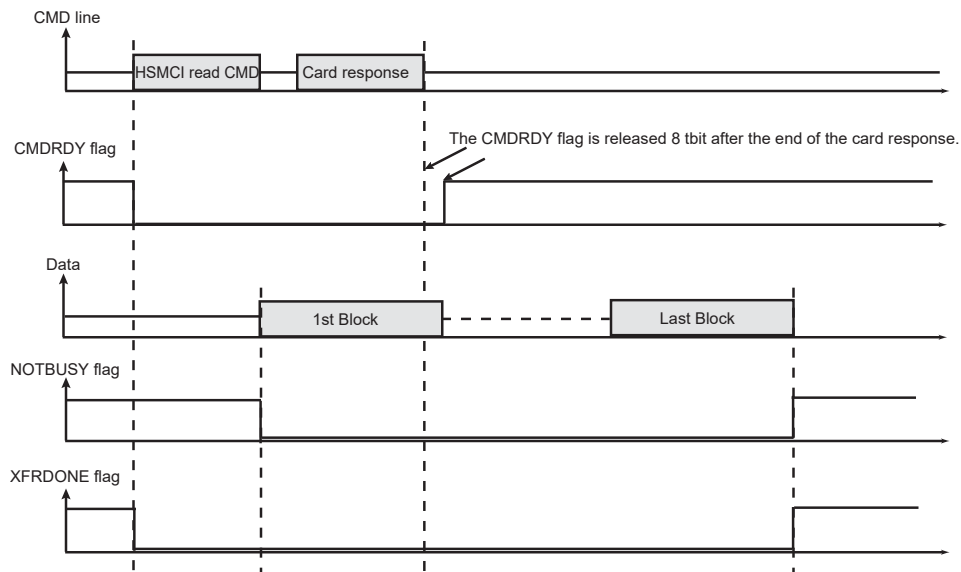 CMD line
HSMCI read CMD
Card response
The CMDRDY flag is released 8 tbit after the end of the card response.
CMDRDY flag
Data
1st Block
Last Block
NOTBUSY flag
XFRDONE flag